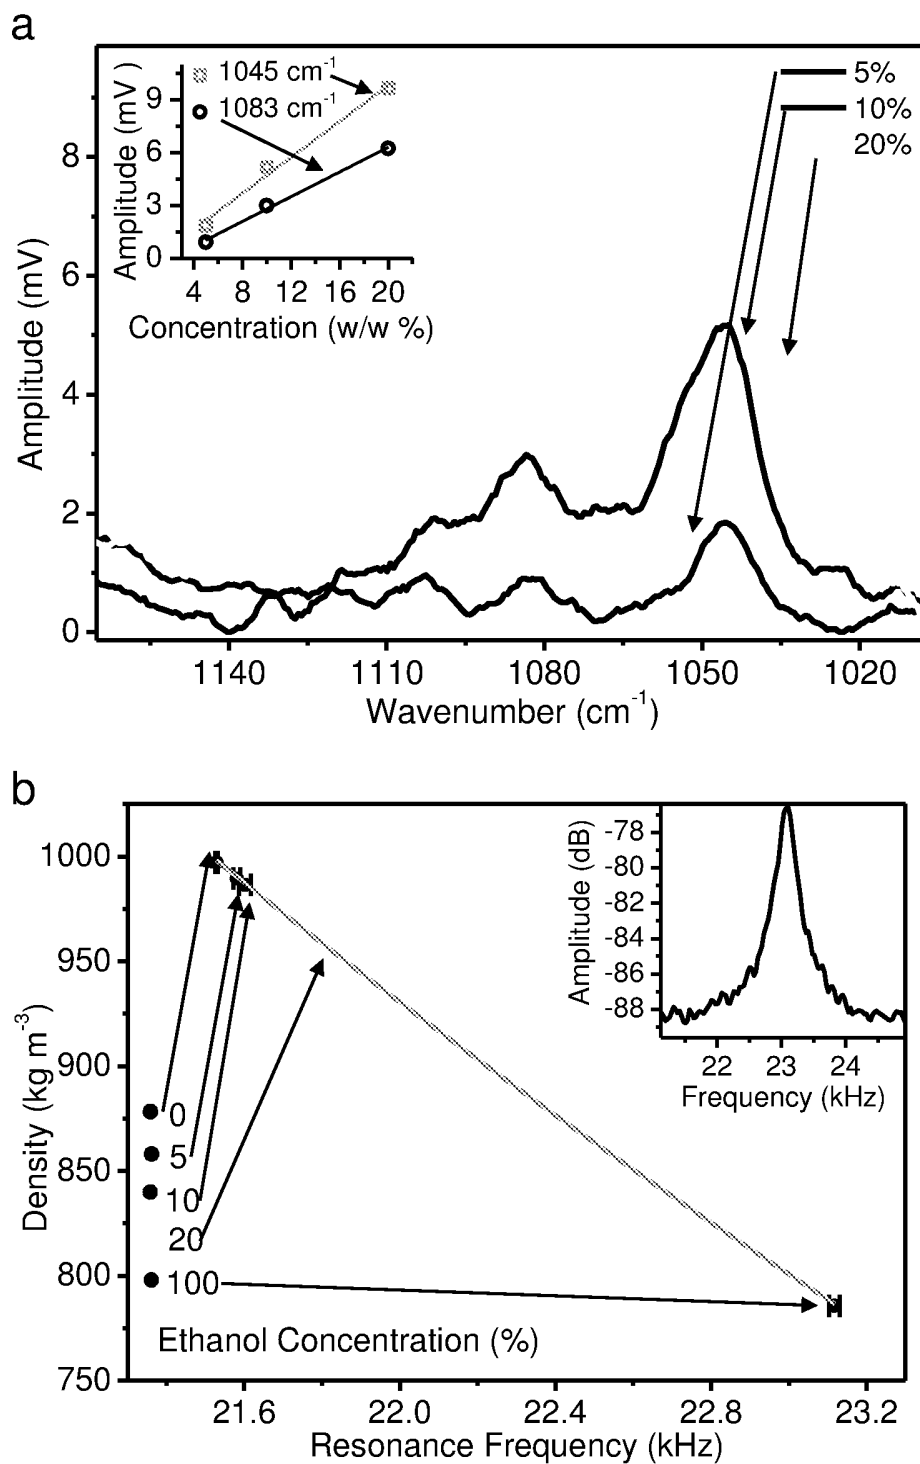 a
1045 cm-1
1083 cm-1
Amplitude (mV )
9
6
3
0
4 8 12 16 20
Concentration (w/w %)
5%
10%
20%
Amplitude (mV)
8
6
4
2
0
1140 1110 1080 1050 1020
Wavenumber (cm-1)
b
Density (kg m-3)
1000
950
900
850
800
750
Amplitude (dB)
-78
-80
-82
-84
-86
-88
22 23 24
Frequency (kHz)
0
5
10
20
100
Ethanol Concentration (%)
21.6 22.0 22.4 22.8 23.2
Resonance Frequency (kHz)